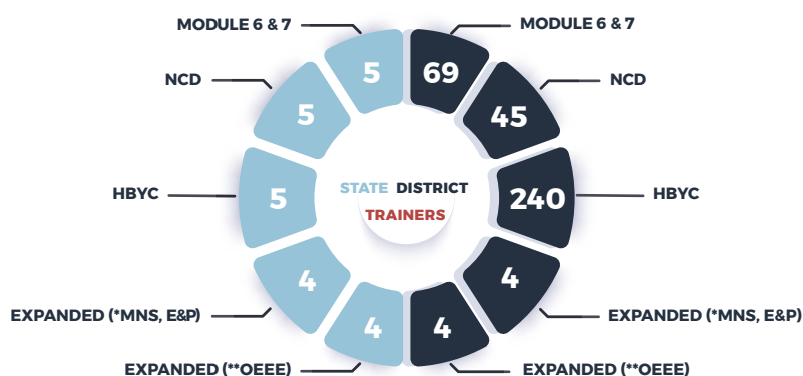 MODULE 6 & 7 MODULE 6 & 7
5 69
NCD NCD
5 45
STATE DISTRICT
HBYC 5 240 HBYC
TRAINERS
4 4
EXPANDED (*MNS, E&P) EXPANDED (*MNS, E&P)
4 4
EXPANDED (**OEEE) EXPANDED (**OEEE)